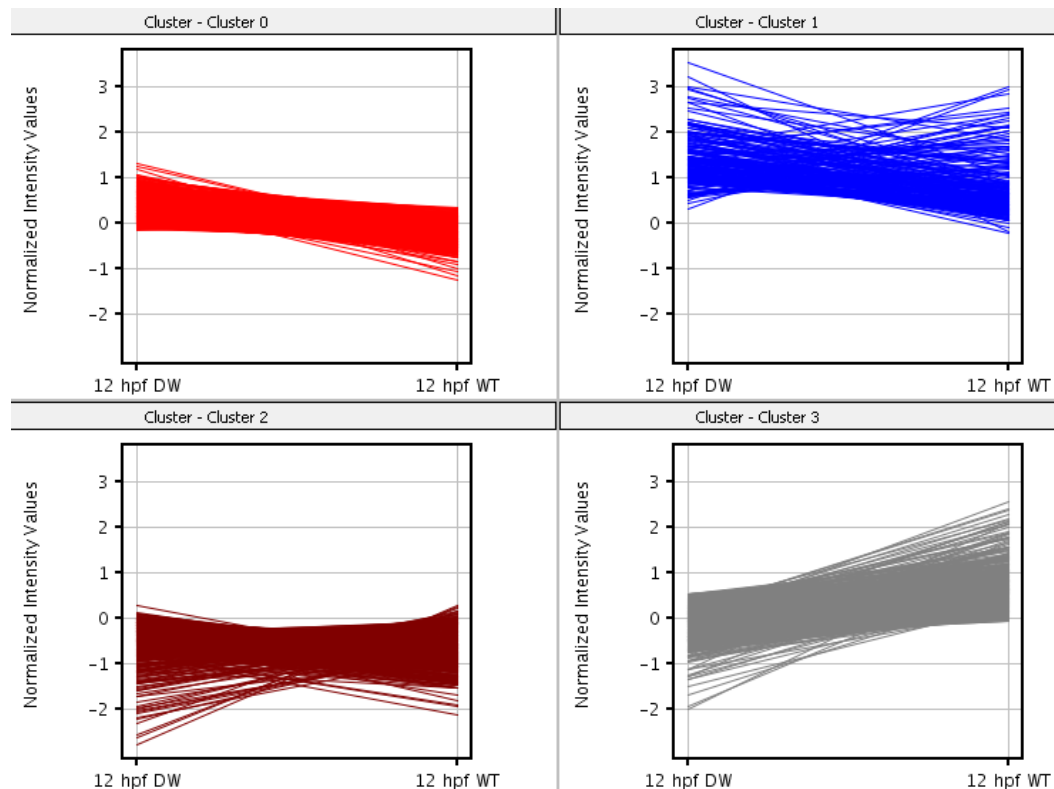 Cluster - Cluster 0
Normalized Intensity Values
3
2
1
0
−1
−2
12 hpf DW
12 hpf WT
Cluster - Cluster 1
Normalized Intensity Values
3
2
1
0
−1
−2
12 hpf DW
12 hpf WT
Cluster - Cluster 2
Normalized Intensity Values
3
2
1
0
−1
−2
12 hpf DW
12 hpf WT
Cluster - Cluster 3
Normalized Intensity Values
3
2
1
0
−1
−2
12 hpf DW
12 hpf WT